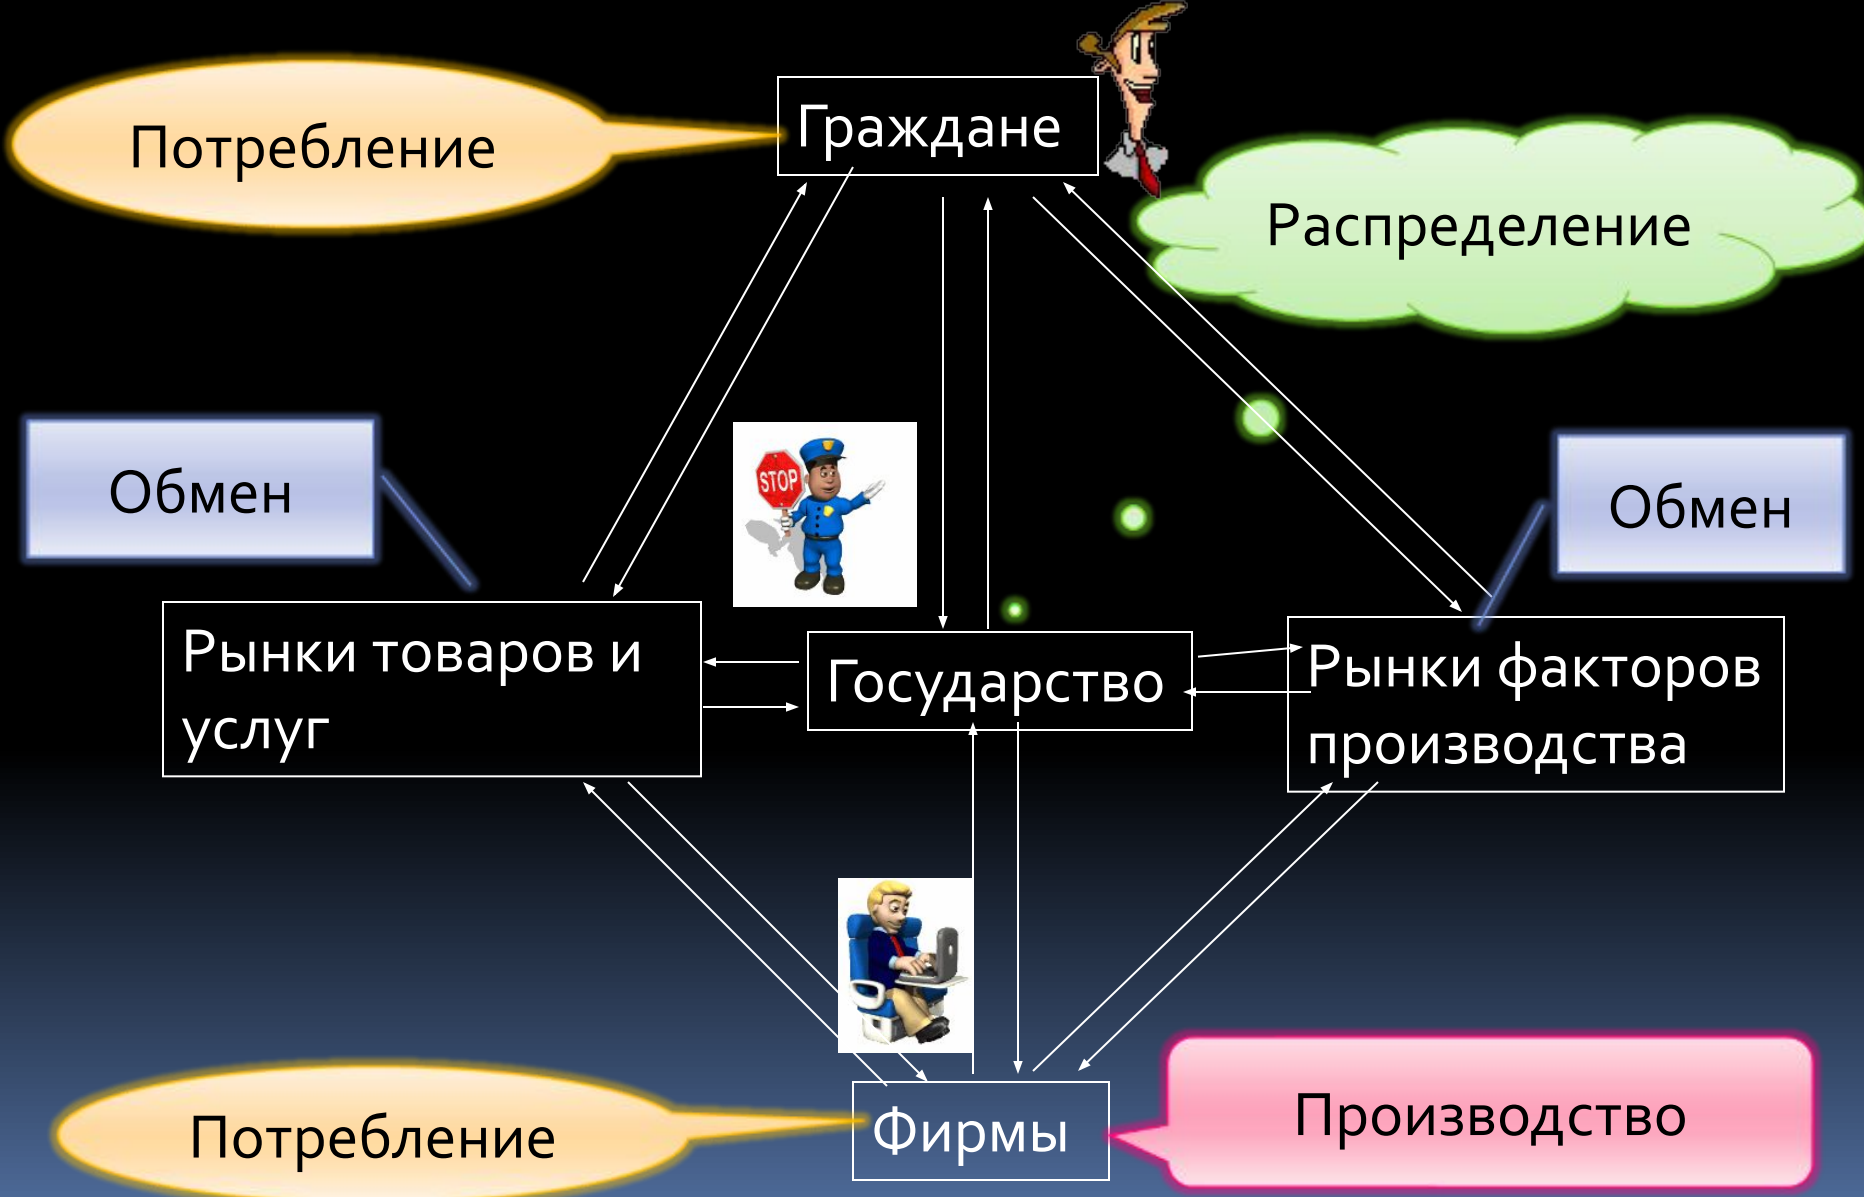 Потребление
Граждане
Распределение
Обмен
STOP
Обмен
Рынки товаров и
услуг
Государство
Рынки факторов
производства
Потребление
Фирмы
Производство